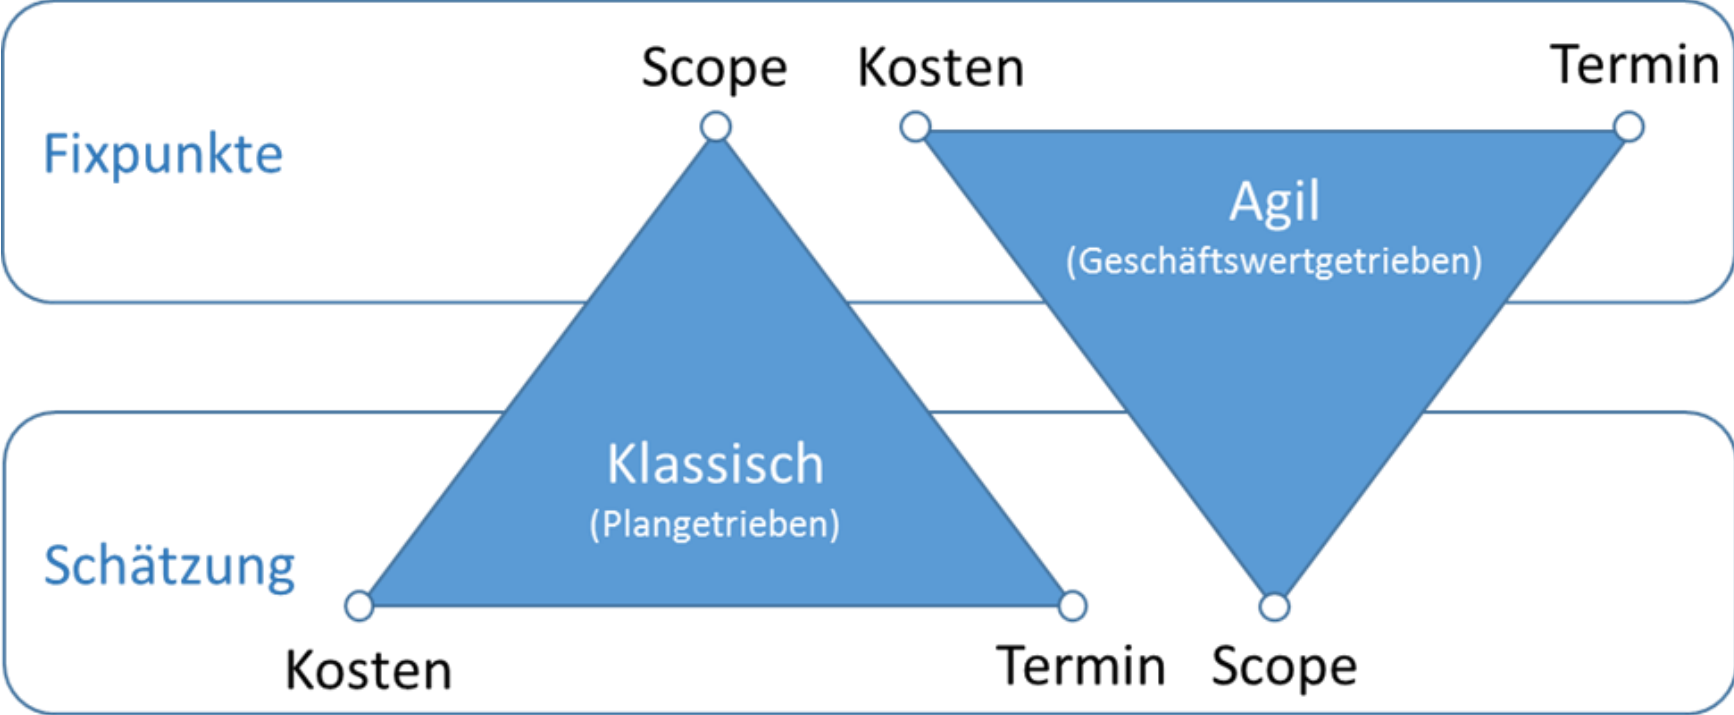 Scope
Kosten
Termin
Fixpunkte
Agil
(Geschäftswertgetrieben)
Klassisch
(Plangetrieben)
Schätzung
Kosten
Termin
Scope